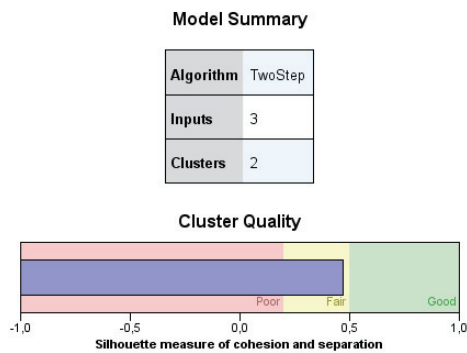 Model Summary
Algorithm TwoStep
Inputs 3
Clusters 2
Cluster Quality
Poor Fair Good
-1,0 -0,5 0,0 0,5 1,0
Silhouette measure of cohesion and separation